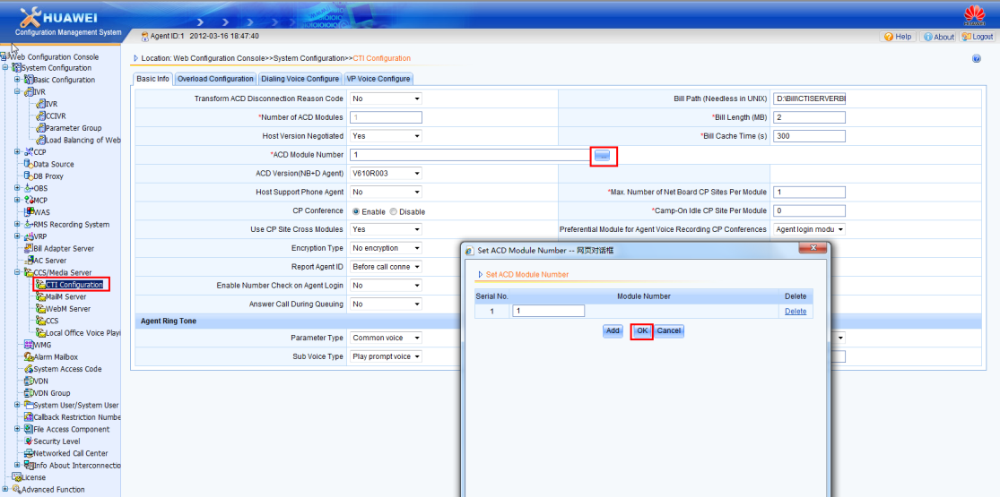 HUAWEI
Configuration Management System
HUAWEI
Agent ID:1 2012-03-16 18:47:40
Help About Logout
Web Configuration Console
System Configuration
Basic Configuration
IVR
IVR
CCIVR
Parameter Group
Load Balancing of Web
CCP
Data Source
DB Proxy
OBS
MCP
WAS
RMS Recording System
VRP
Bill Adapter Server
AC Server
CCS/Media Server
CTI Configuration
MailM Server
WebM Server
CCS
Local Office Voice Playi
WMG
Alarm Mailbox
System Access Code
VDN
VDN Group
System User/System User
Callback Restriction Numbe
File Access Component
Security Level
Networked Call Center
Info About Interconnectio
License
Advanced Function
Location: Web Configuration Console>>System Configuration>>CTI Configuration
Basic Info Overload Configuration Dialing Voice Configure VP Voice Configure
Transform ACD Disconnection Reason Code No Bill Path (Needless in UNIX) D:\Bill\CTISERVERBI
*Number of ACD Modules 1 *Bill Length (MB) 2
Host Version Negotiated Yes *Bill Cache Time (s) 300
*ACD Module Number 1 ...
ACD Version(NB+D Agent) V610R003
Host Support Phone Agent No *Max. Number of Net Board CP Sites Per Module 1
CP Conference Enable Disable *Camp-On Idle CP Site Per Module 0
Use CP Site Cross Modules Yes Preferential Module for Agent Voice Recording CP Conferences Agent login modu
Encryption Type No encryption
Report Agent ID Before call conne
Enable Number Check on Agent Login No
Answer Call During Queuing No
Agent Ring Tone
Parameter Type Common voice
Sub Voice Type Play prompt voice
Set ACD Module Number -- 网页对话框
Set ACD Module Number
Serial No. Module Number Delete
1 1 Delete
Add OK Cancel